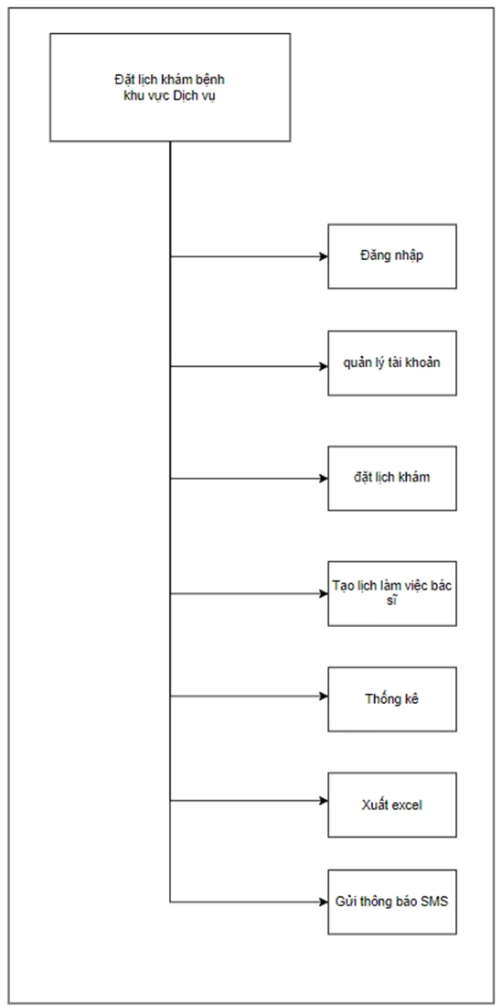 Đặt lịch khám bệnh
khu vực Dịch vụ
Đăng nhập
quản lý tài khoản
đặt lịch khám
Tạo lịch làm việc bác
sĩ
Thống kê
Xuất excel
Gửi thông báo SMS